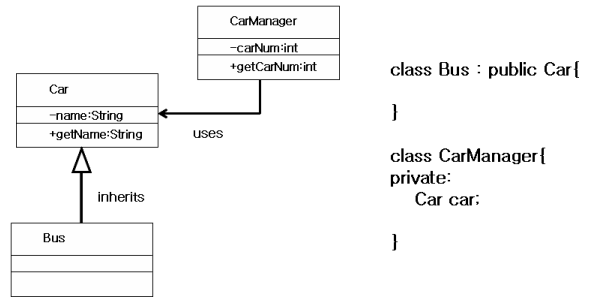 CarManager
-carNum:int
+getCarNum:int
Car
-name:String
+getName:String
uses
inherits
Bus
class Bus : public Car{
}
class CarManager{
private:
Car car;
}